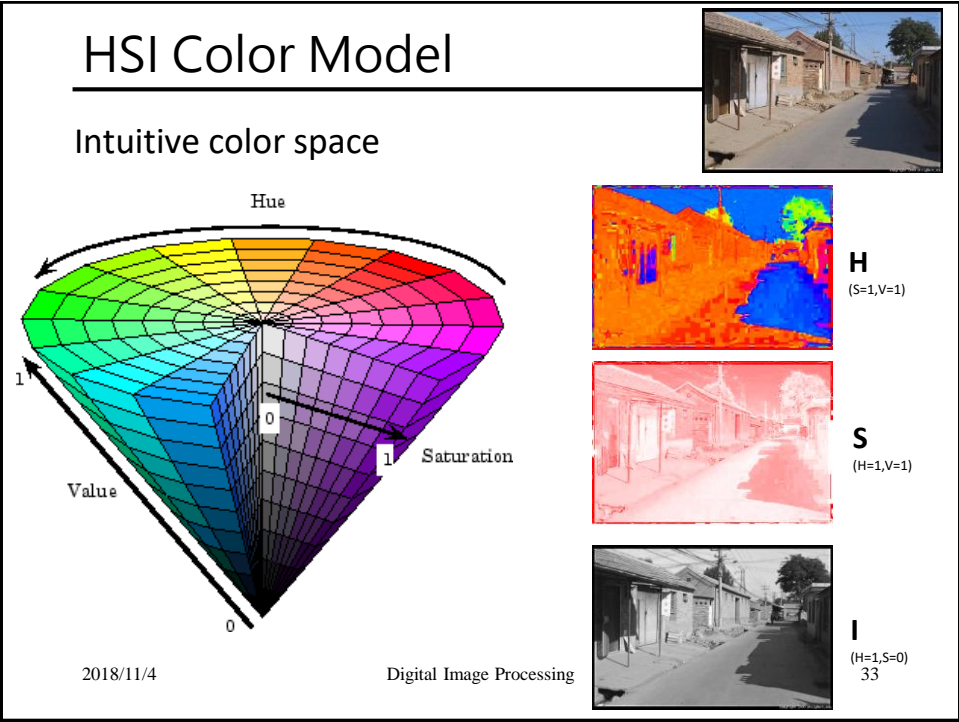 HSI Color Model
Intuitive color space
Hue
1
0
1
Saturation
Value
0
H
(S=1,V=1)
S
(H=1,V=1)
I
(H=1,S=0)
2018/11/4
Digital Image Processing
33